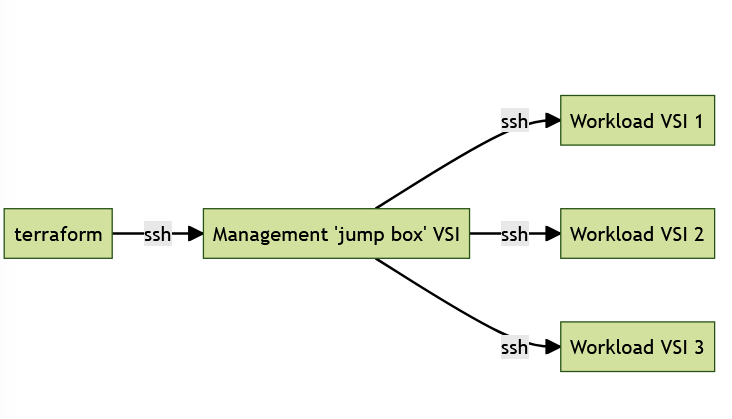 terraform
ssh
Management 'jump box' VSI
ssh
Workload VSI 1
ssh
Workload VSI 2
ssh
Workload VSI 3